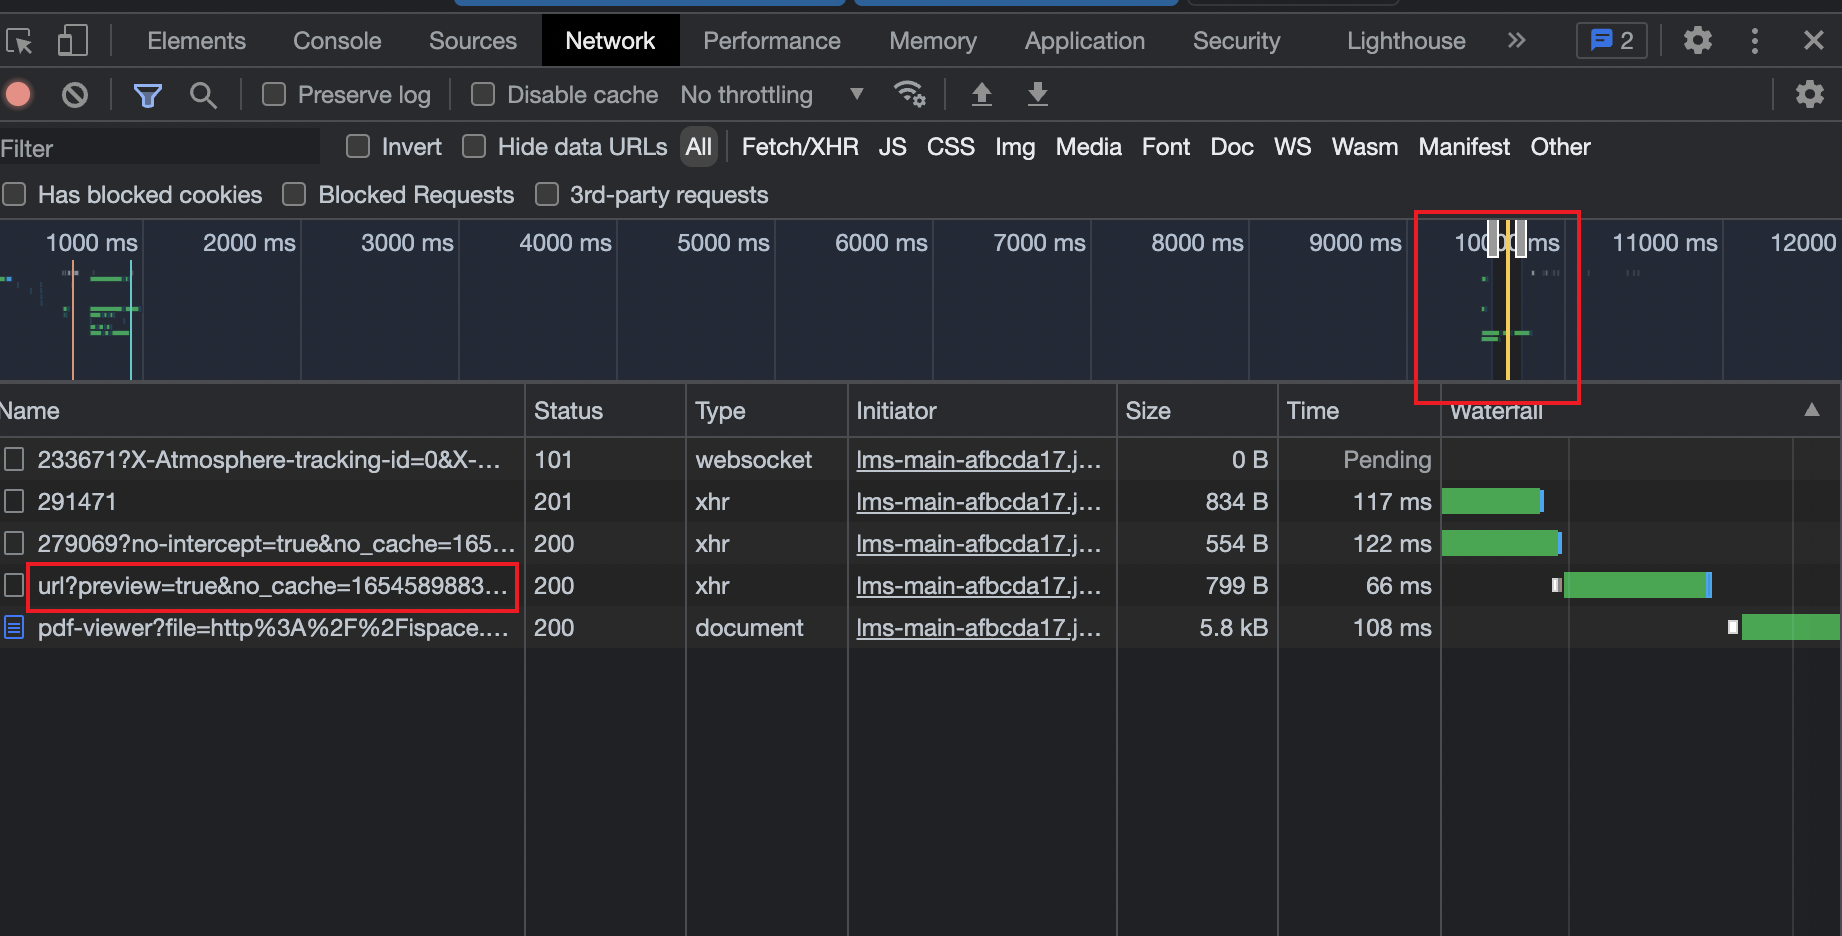 Elements Console Sources Network Performance Memory Application Security Lighthouse 2
Preserve log Disable cache No throttling
Filter Invert Hide data URLs All Fetch/XHR JS CSS Img Media Font Doc WS Wasm Manifest Other
Has blocked cookies Blocked Requests 3rd-party requests
1000 ms 2000 ms 3000 ms 4000 ms 5000 ms 6000 ms 7000 ms 8000 ms 9000 ms 10000 ms 11000 ms 12000
Name Status Type Initiator Size Time Waterfall
233671?X-Atmosphere-tracking-id=0&X-... 101 websocket lms-main-afbcda17.j... 0 B Pending
291471 201 xhr lms-main-afbcda17.j... 834 B 117 ms
279069?no-intercept=true&no_cache=165... 200 xhr lms-main-afbcda17.j... 554 B 122 ms
url?preview=true&no_cache=1654589883... 200 xhr lms-main-afbcda17.j... 799 B 66 ms
pdf-viewer?file=http%3A%2F%2Fispace.... 200 document lms-main-afbcda17.j... 5.8 kB 108 ms